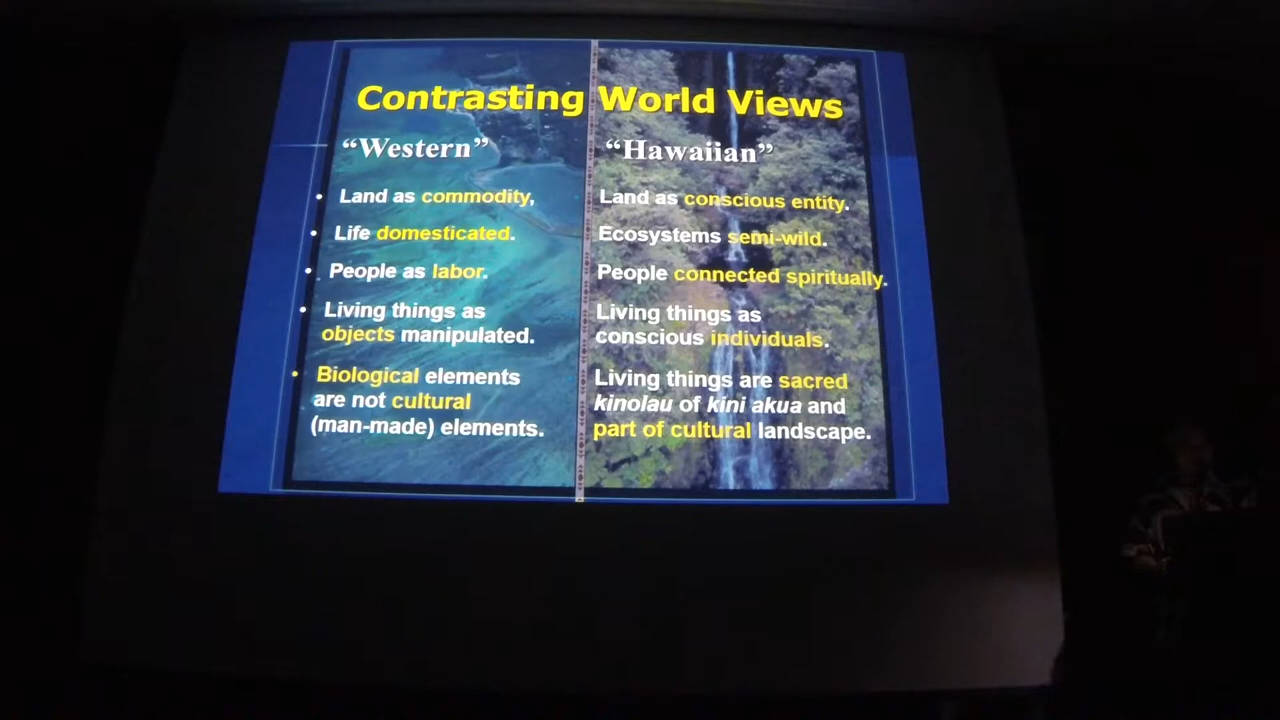 Contrasting World Views
“Western”
• Land as commodity,
• Life domesticated.
• People as labor.
• Living things as
objects manipulated.
• Biological elements
are not cultural
(man-made) elements.
“Hawaiian”
Land as conscious entity.
Ecosystems semi-wild.
People connected spiritually.
Living things as
conscious individuals.
Living things are sacred
kinolau of kini akua and
part of cultural landscape.